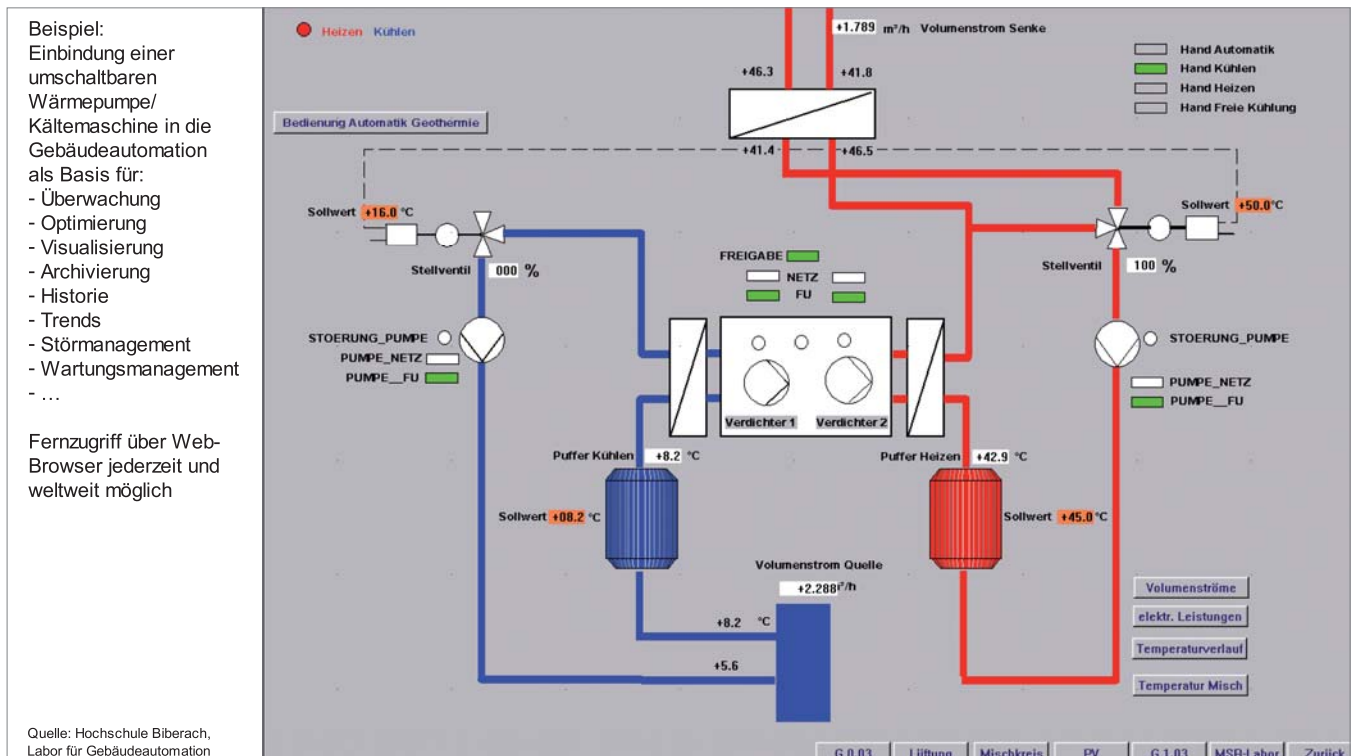 Beispiel:
Einbindung einer
umschaltbaren
Wärmepumpe/
Kältemaschine in die
Gebäudeautomation
als Basis für:
- Überwachung
- Optimierung
- Visualisierung
- Archivierung
- Historie
- Trends
- Störmanagement
- Wartungsmanagement
- …
Fernzugriff über Web-
Browser jederzeit und
weltweit möglich
Quelle: Hochschule Biberach,
Labor für Gebäudeautomation
Heizen Kühlen
+1.789 m³/h Volumenstrom Senke
Hand Automatik
Hand Kühlen
Hand Heizen
Hand Freie Kühlung
+46.3 +41.8
Bedienung Automatik Geothermie
+41.4 +46.5
Sollwert +16.0 °C
Sollwert +50.0 °C
Stellventil 000 %
Stellventil 100 %
FREIGABE
NETZ
FU
STOERUNG_PUMPE
PUMPE_NETZ
PUMPE__FU
STOERUNG_PUMPE
PUMPE_NETZ
PUMPE__FU
Verdichter 1 Verdichter 2
Puffer Kühlen +8.2 °C
Puffer Heizen +42.9 °C
Sollwert +08.2 °C
Sollwert +45.0 °C
Volumenstrom Quelle
+2.288 ³/h
+8.2 °C
+5.6
Volumenströme
elektr. Leistungen
Temperaturverlauf
Temperatur Misch
G 0.03 Lüftung Mischkreis PV G 1.03 MSR-Labor Zurück